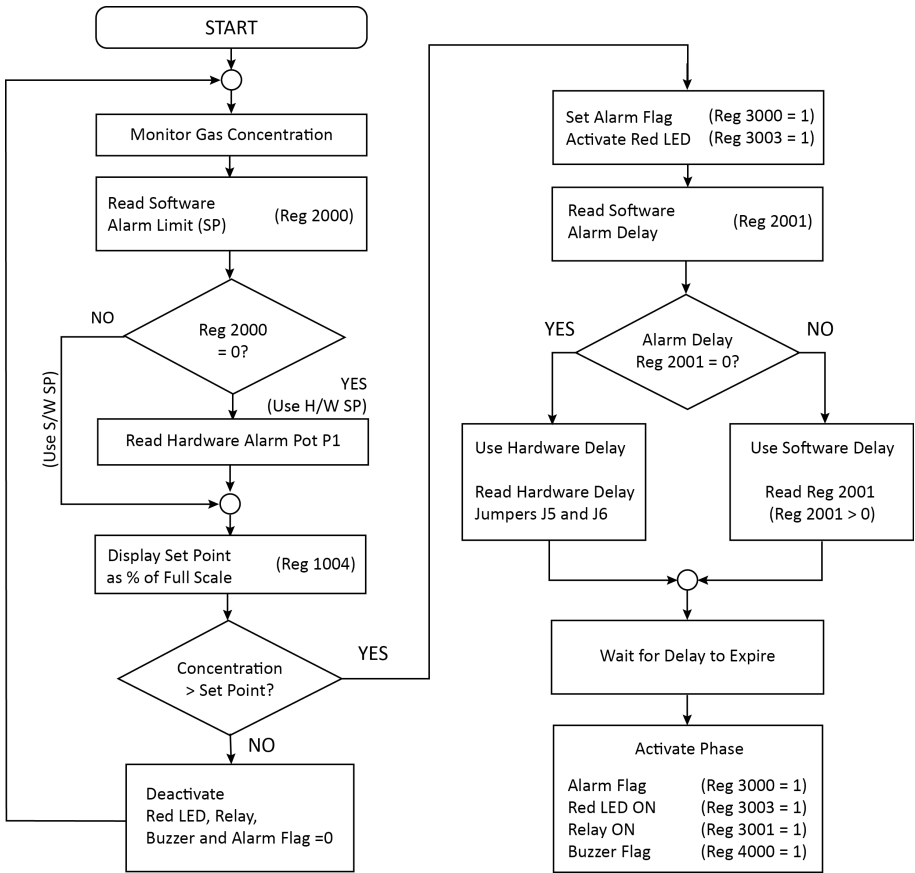 START
Monitor Gas Concentration
Read Software
Alarm Limit (SP) (Reg 2000)
NO
Reg 2000
= 0?
YES
(Use H/W SP)
(Use S/W SP)
Read Hardware Alarm Pot P1
Display Set Point (Reg 1004)
as % of Full Scale
Concentration
> Set Point?
YES
NO
Deactivate
Red LED, Relay,
Buzzer and Alarm Flag =0
Set Alarm Flag (Reg 3000 = 1)
Activate Red LED (Reg 3003 = 1)
Read Software
Alarm Delay (Reg 2001)
YES
Alarm Delay
Reg 2001 = 0?
NO
Use Hardware Delay
Read Hardware Delay
Jumpers J5 and J6
Use Software Delay
Read Reg 2001
(Reg 2001 > 0)
Wait for Delay to Expire
Activate Phase
Alarm Flag (Reg 3000 = 1)
Red LED ON (Reg 3003 = 1)
Relay ON (Reg 3001 = 1)
Buzzer Flag (Reg 4000 = 1)